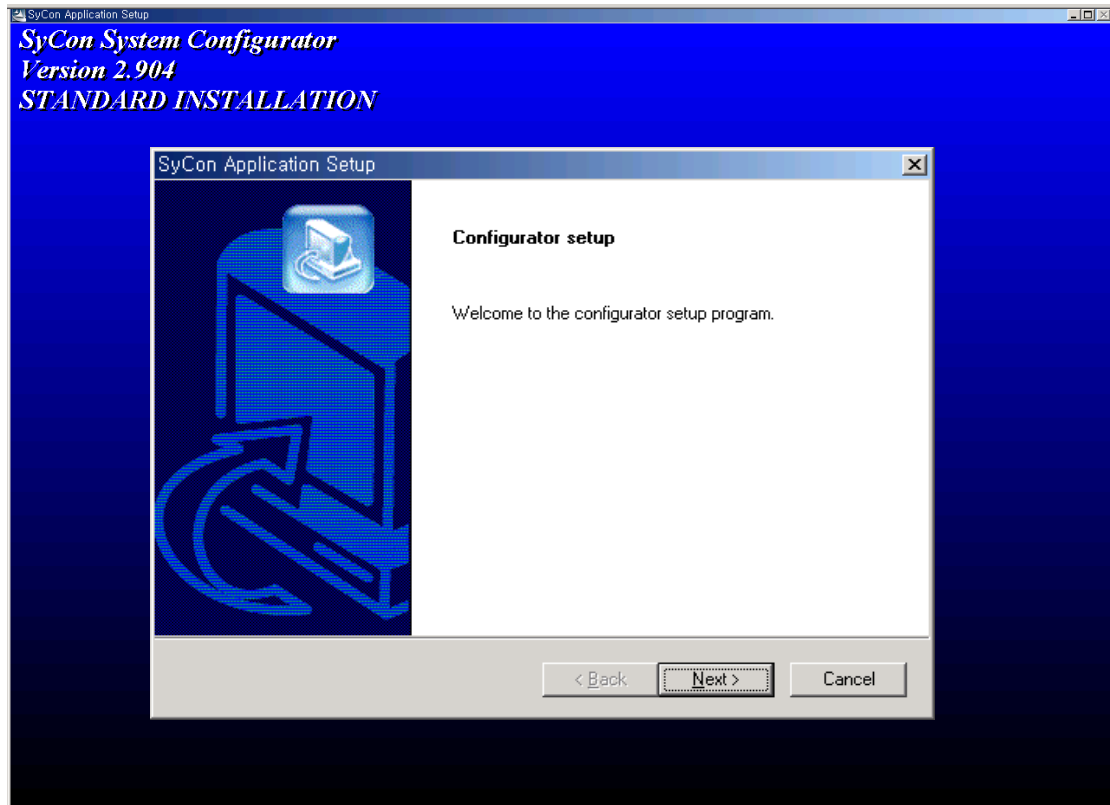 SyCon Application Setup
SyCon System Configurator
Version 2.904
STANDARD INSTALLATION
SyCon Application Setup
Configurator setup
Welcome to the configurator setup program.
< Back
Next >
Cancel